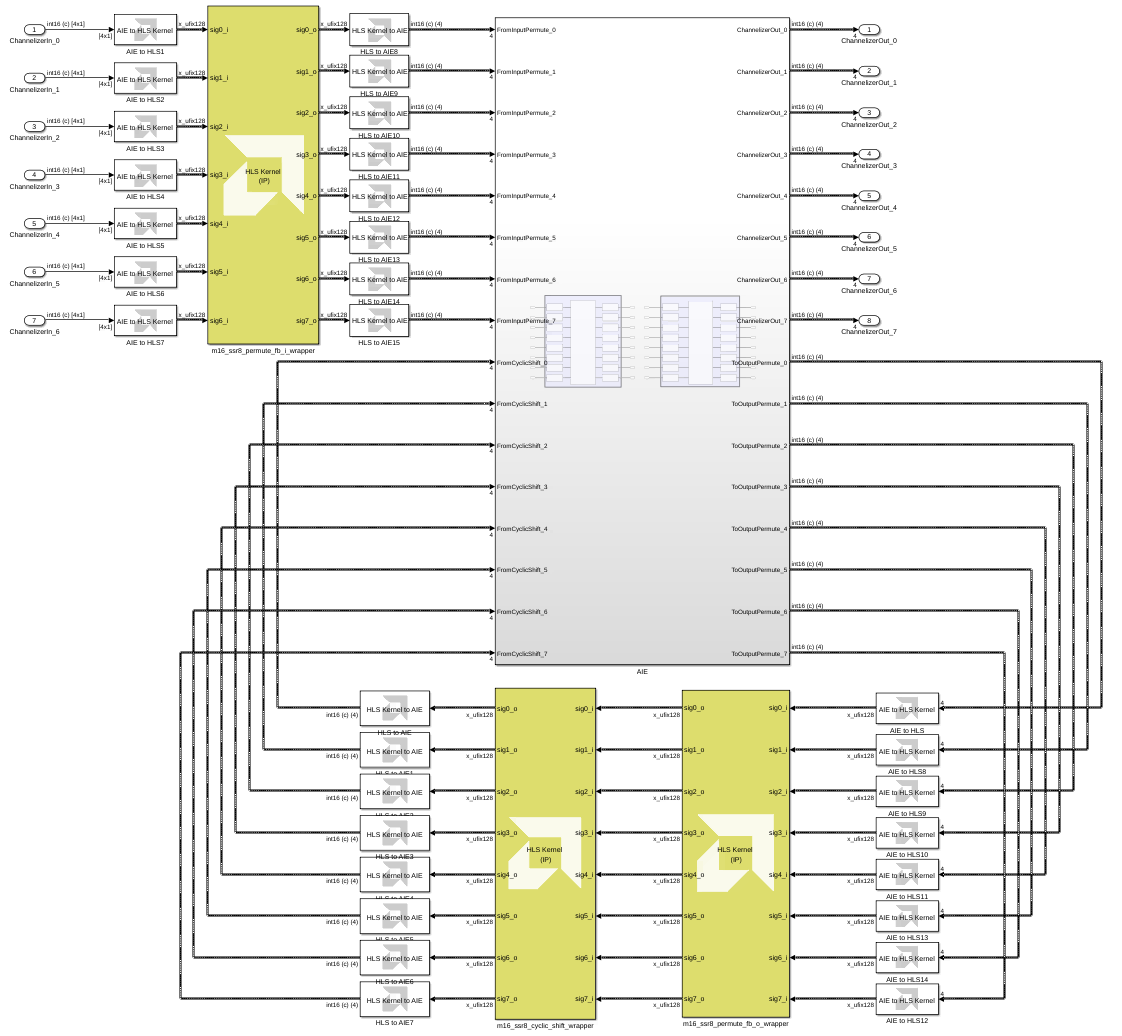 1
int16 (c) [4x1]
[4x1]
ChannelizerIn_0
AIE to HLS Kernel
AIE to HLS1
x_ufix128
2
int16 (c) [4x1]
[4x1]
ChannelizerIn_1
AIE to HLS Kernel
AIE to HLS2
x_ufix128
3
int16 (c) [4x1]
[4x1]
ChannelizerIn_2
AIE to HLS Kernel
AIE to HLS3
x_ufix128
4
int16 (c) [4x1]
[4x1]
ChannelizerIn_3
AIE to HLS Kernel
AIE to HLS4
x_ufix128
5
int16 (c) [4x1]
[4x1]
ChannelizerIn_4
AIE to HLS Kernel
AIE to HLS5
x_ufix128
6
int16 (c) [4x1]
[4x1]
ChannelizerIn_5
AIE to HLS Kernel
AIE to HLS6
x_ufix128
7
int16 (c) [4x1]
[4x1]
ChannelizerIn_6
AIE to HLS Kernel
AIE to HLS7
x_ufix128
sig0_i
sig1_i
sig2_i
sig3_i
sig4_i
sig5_i
sig6_i
HLS Kernel
(IP)
sig0_o
sig1_o
sig2_o
sig3_o
sig4_o
sig5_o
sig6_o
sig7_o
m16_ssr8_permute_fb_i_wrapper
x_ufix128
HLS Kernel to AIE
HLS to AIE8
int16 (c) (4)
4
x_ufix128
HLS Kernel to AIE
HLS to AIE9
int16 (c) (4)
4
x_ufix128
HLS Kernel to AIE
HLS to AIE10
int16 (c) (4)
4
x_ufix128
HLS Kernel to AIE
HLS to AIE11
int16 (c) (4)
4
x_ufix128
HLS Kernel to AIE
HLS to AIE12
int16 (c) (4)
4
x_ufix128
HLS Kernel to AIE
HLS to AIE13
int16 (c) (4)
4
x_ufix128
HLS Kernel to AIE
HLS to AIE14
int16 (c) (4)
4
x_ufix128
HLS Kernel to AIE
HLS to AIE15
int16 (c) (4)
4
FromInputPermute_0
FromInputPermute_1
FromInputPermute_2
FromInputPermute_3
FromInputPermute_4
FromInputPermute_5
FromInputPermute_6
FromInputPermute_7
FromCyclicShift_0
4
FromCyclicShift_1
4
FromCyclicShift_2
4
FromCyclicShift_3
4
FromCyclicShift_4
4
FromCyclicShift_5
4
FromCyclicShift_6
4
FromCyclicShift_7
4
ChannelizerOut_0
ChannelizerOut_1
ChannelizerOut_2
ChannelizerOut_3
ChannelizerOut_4
ChannelizerOut_5
ChannelizerOut_6
ChannelizerOut_7
ToOutputPermute_0
ToOutputPermute_1
ToOutputPermute_2
ToOutputPermute_3
ToOutputPermute_4
ToOutputPermute_5
ToOutputPermute_6
ToOutputPermute_7
AIE
int16 (c) (4)
1
4
ChannelizerOut_0
int16 (c) (4)
2
4
ChannelizerOut_1
int16 (c) (4)
3
4
ChannelizerOut_2
int16 (c) (4)
4
4
ChannelizerOut_3
int16 (c) (4)
5
4
ChannelizerOut_4
int16 (c) (4)
6
4
ChannelizerOut_5
int16 (c) (4)
7
4
ChannelizerOut_6
int16 (c) (4)
8
4
ChannelizerOut_7
int16 (c) (4)
int16 (c) (4)
int16 (c) (4)
int16 (c) (4)
int16 (c) (4)
int16 (c) (4)
int16 (c) (4)
int16 (c) (4)
int16 (c) (4)
HLS Kernel to AIE
HLS to AIE
x_ufix128
int16 (c) (4)
HLS Kernel to AIE
HLS to AIE1
x_ufix128
int16 (c) (4)
HLS Kernel to AIE
HLS to AIE2
x_ufix128
int16 (c) (4)
HLS Kernel to AIE
HLS to AIE3
x_ufix128
int16 (c) (4)
HLS Kernel to AIE
HLS to AIE4
x_ufix128
int16 (c) (4)
HLS Kernel to AIE
HLS to AIE5
x_ufix128
int16 (c) (4)
HLS Kernel to AIE
HLS to AIE6
x_ufix128
int16 (c) (4)
HLS Kernel to AIE
HLS to AIE7
x_ufix128
sig0_o
sig1_o
sig2_o
sig3_o
sig4_o
sig5_o
sig6_o
sig7_o
HLS Kernel
(IP)
sig0_i
sig1_i
sig2_i
sig3_i
sig4_i
sig5_i
sig6_i
sig7_i
m16_ssr8_cyclic_shift_wrapper
x_ufix128
x_ufix128
x_ufix128
x_ufix128
x_ufix128
x_ufix128
x_ufix128
x_ufix128
sig0_o
sig1_o
sig2_o
sig3_o
sig4_o
sig5_o
sig6_o
sig7_o
HLS Kernel
(IP)
sig0_i
sig1_i
sig2_i
sig3_i
sig4_i
sig5_i
sig6_i
sig7_i
m16_ssr8_permute_fb_o_wrapper
x_ufix128
AIE to HLS Kernel
4
AIE to HLS
x_ufix128
AIE to HLS Kernel
4
AIE to HLS8
x_ufix128
AIE to HLS Kernel
4
AIE to HLS9
x_ufix128
AIE to HLS Kernel
4
AIE to HLS10
x_ufix128
AIE to HLS Kernel
4
AIE to HLS11
x_ufix128
AIE to HLS Kernel
4
AIE to HLS13
x_ufix128
AIE to HLS Kernel
4
AIE to HLS14
x_ufix128
AIE to HLS Kernel
4
AIE to HLS12